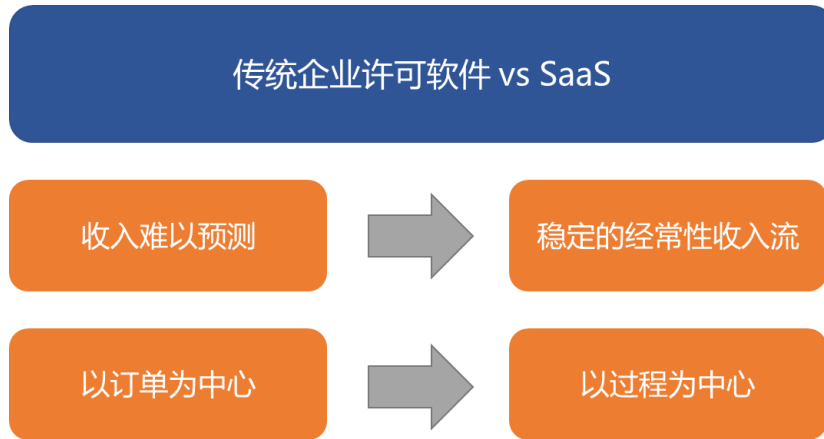 传统企业许可软件 vs SaaS
收入难以预测
稳定的经常性收入流
以订单为中心
以过程为中心